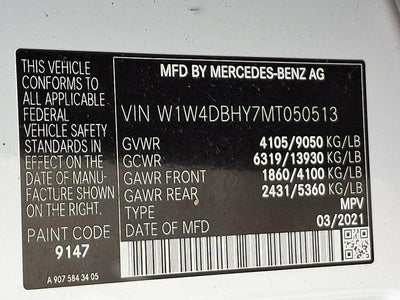 THIS VEHICLE
CONFORMS TO
ALL APPLICABLE
FEDERAL
VEHICLE SAFETY
STANDARDS IN
EFFECT ON THE
DATE OF MANU-
FACTURE SHOWN
ON THE RIGHT.
PAINT CODE
9147
A 907 584 34 05
MFD BY MERCEDES-BENZ AG
VIN W1W4DBHY7MT050513
GVWR 4105/9050 KG/LB
GCWR 6319/13930 KG/LB
GAWR FRONT 1860/4100 KG/LB
GAWR REAR 2431/5360 KG/LB
TYPE MPV
DATE OF MFD 03/2021